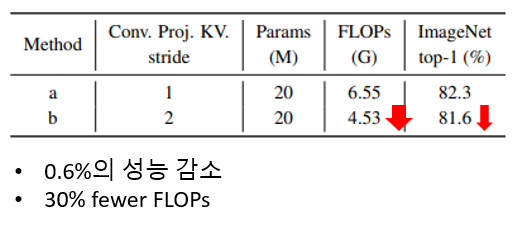 Method Conv. Proj. KV. stride Params (M) FLOPs (G) ImageNet top-1 (%)
a 1 20 6.55 82.3
b 2 20 4.53 81.6
• 0.6%의 성능 감소
• 30% fewer FLOPs